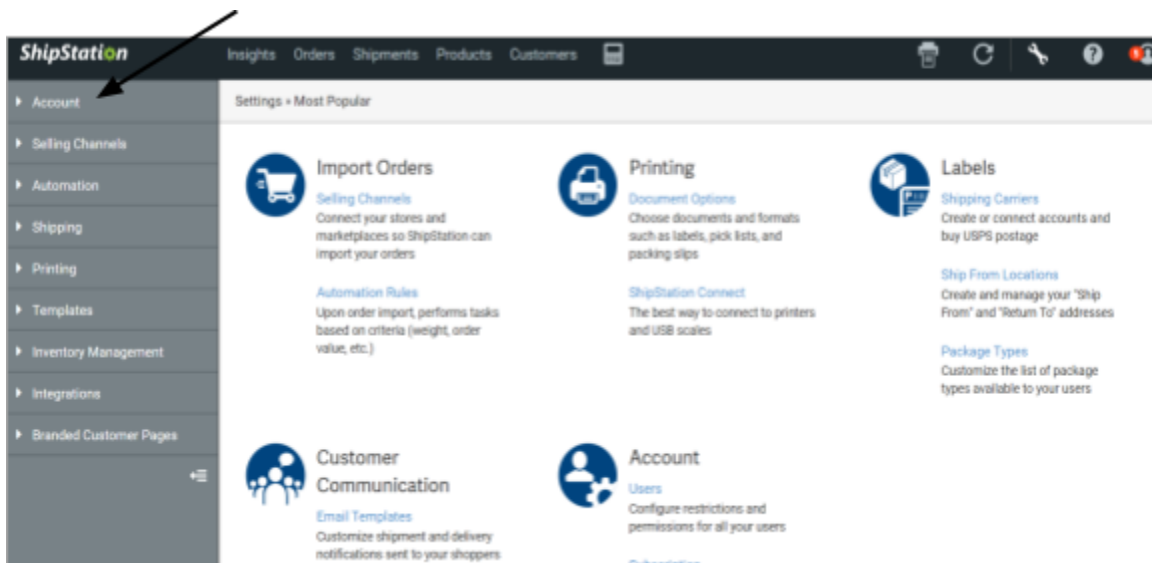 ShipStation
Insights Orders Shipments Products Customers
Account
Selling Channels
Automation
Shipping
Printing
Templates
Inventory Management
Integrations
Branded Customer Pages
Settings » Most Popular
Import Orders
Selling Channels
Connect your stores and
marketplaces so ShipStation can
import your orders
Automation Rules
Upon order import, performs tasks
based on criteria (weight, order
value, etc.)
Printing
Document Options
Choose documents and formats
such as labels, pick lists, and
packing slips
ShipStation Connect
The best way to connect to printers
and USB scales
Labels
Shipping Carriers
Create or connect accounts and
buy USPS postage
Ship From Locations
Create and manage your "Ship
From" and "Return To" addresses
Package Types
Customize the list of package
types available to your users
Customer
Communication
Email Templates
Customize shipment and delivery
notifications sent to your shoppers
Account
Users
Configure restrictions and
permissions for all your users